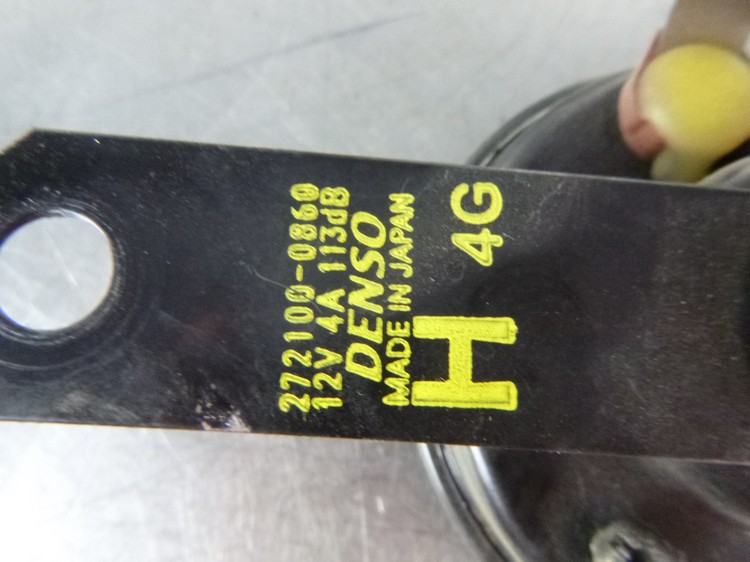 272100-0860
12V 4A 113dB
DENSO
MADE IN JAPAN
H 4G